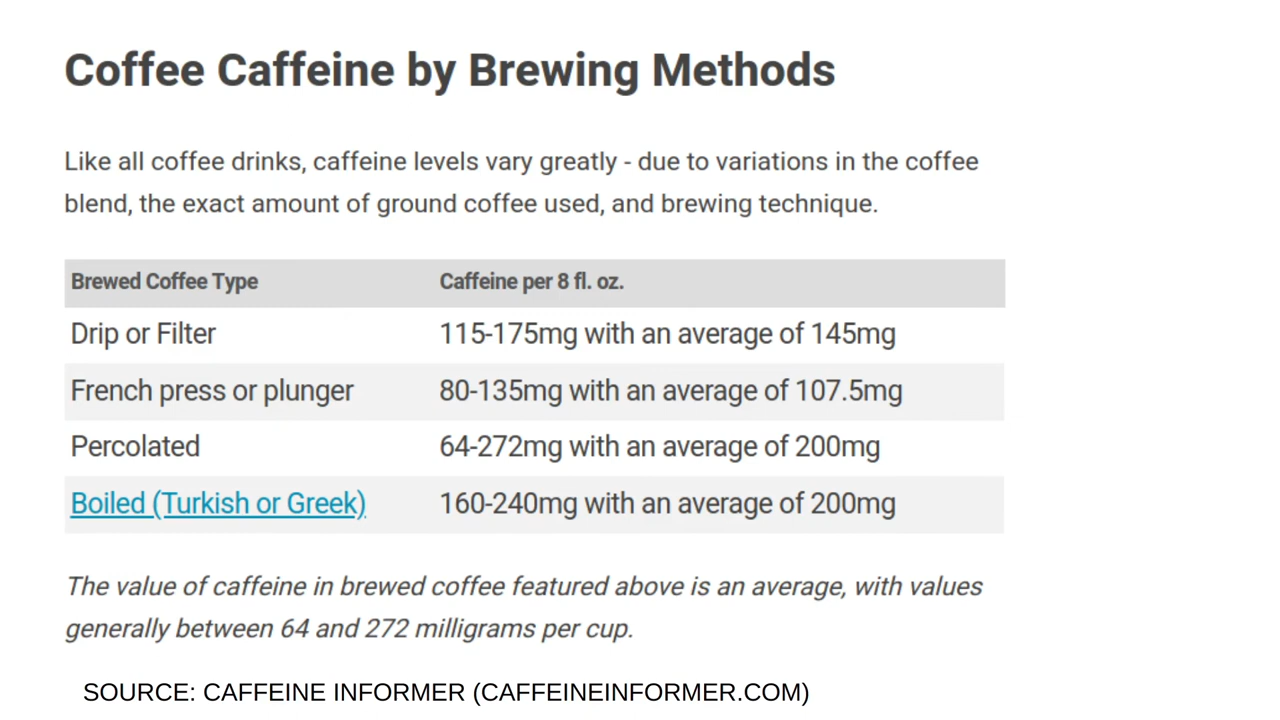 Coffee Caffeine by Brewing Methods
Like all coffee drinks, caffeine levels vary greatly - due to variations in the coffee
blend, the exact amount of ground coffee used, and brewing technique.
Brewed Coffee Type Caffeine per 8 fl. oz.
Drip or Filter 115-175mg with an average of 145mg
French press or plunger 80-135mg with an average of 107.5mg
Percolated 64-272mg with an average of 200mg
Boiled (Turkish or Greek) 160-240mg with an average of 200mg
The value of caffeine in brewed coffee featured above is an average, with values
generally between 64 and 272 milligrams per cup.
SOURCE: CAFFEINE INFORMER (CAFFEINEINFORMER.COM)